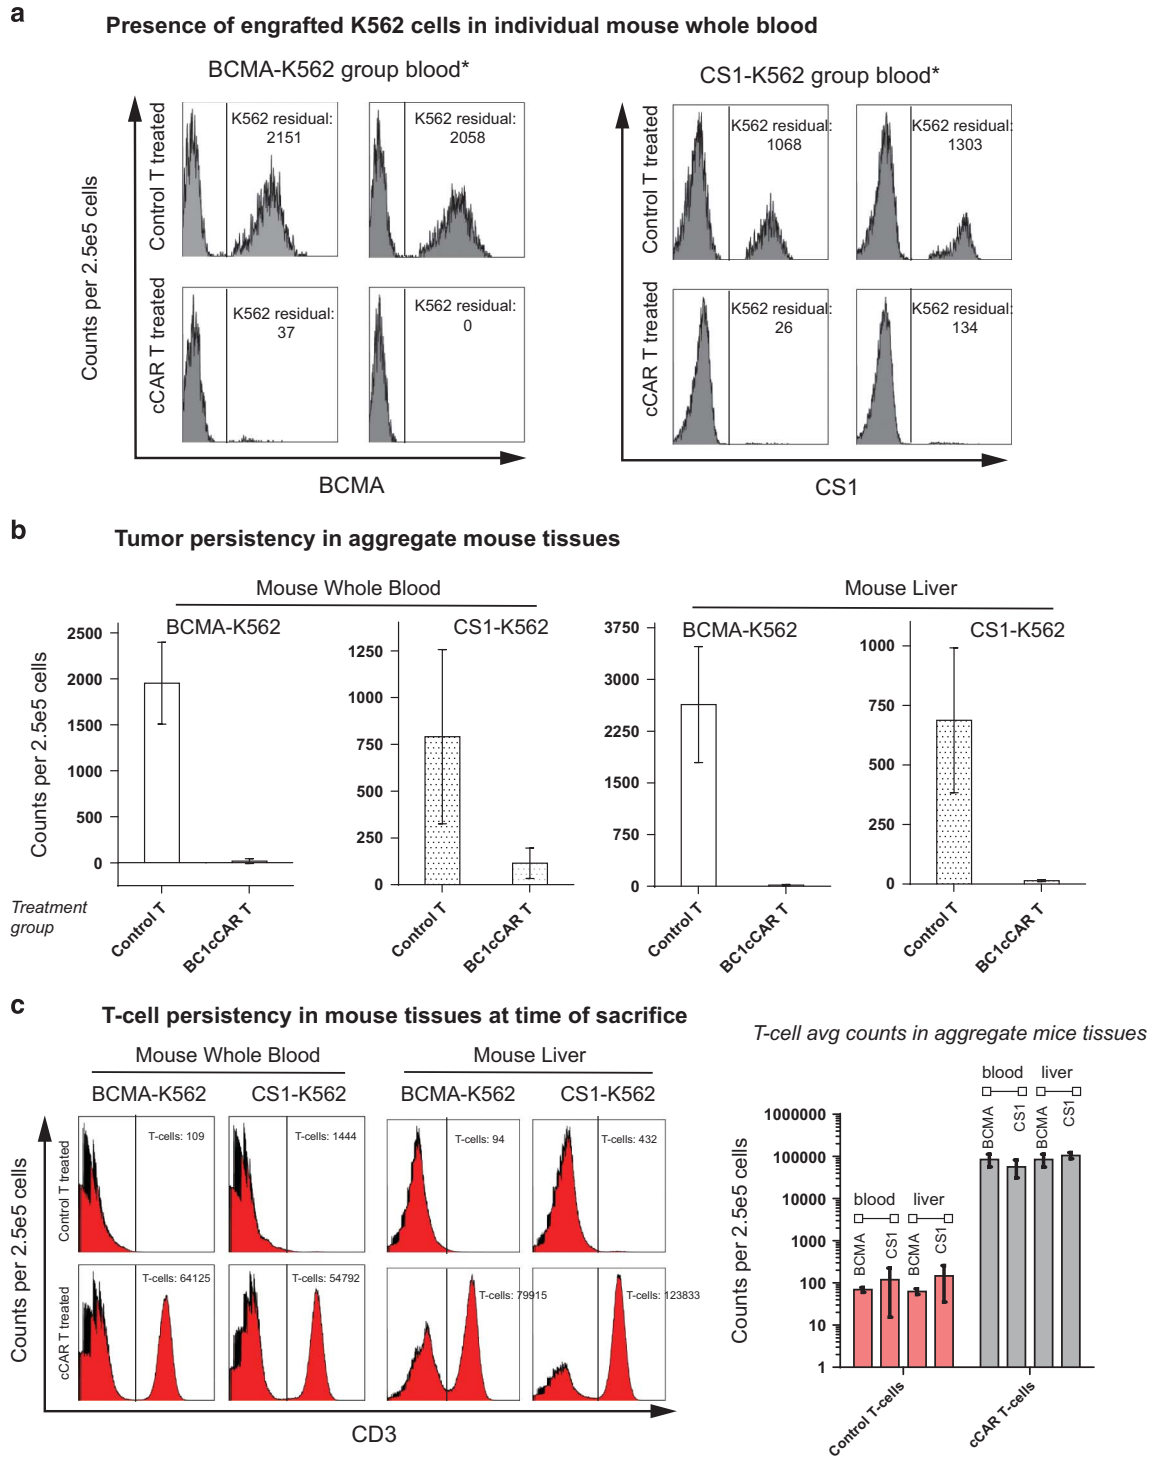 a
Presence of engrafted K562 cells in individual mouse whole blood
BCMA-K562 group blood*
CS1-K562 group blood*
Counts per 2.5e5 cells
Control T treated
K562 residual:
2151
K562 residual:
2058
Control T treated
K562 residual:
1068
K562 residual:
1303
cCAR T treated
K562 residual:
37
K562 residual:
0
cCAR T treated
K562 residual:
26
K562 residual:
134
BCMA
CS1
b
Tumor persistency in aggregate mouse tissues
Mouse Whole Blood
Mouse Liver
BCMA-K562
CS1-K562
BCMA-K562
CS1-K562
Counts per 2.5e5 cells
2500
2000
1500
1000
500
0
1250
1000
750
500
250
0
3750
3000
2250
1500
750
0
1000
750
500
250
0
Treatment
group
Control T
BC1cCAR T
Control T
BC1cCAR T
Control T
BC1cCAR T
Control T
BC1cCAR T
c
T-cell persistency in mouse tissues at time of sacrifice
Mouse Whole Blood
Mouse Liver
BCMA-K562
CS1-K562
BCMA-K562
CS1-K562
Counts per 2.5e5 cells
Control T treated
T-cells: 109
T-cells: 1444
T-cells: 94
T-cells: 432
cCAR T treated
T-cells: 64125
T-cells: 54792
T-cells: 79915
T-cells: 123833
CD3
T-cell avg counts in aggregate mice tissues
Counts per 2.5e5 cells
1000000
100000
10000
1000
100
10
1
blood
liver
BCMA
CS1
BCMA
CS1
blood
liver
BCMA
CS1
BCMA
CS1
Control T-cells
cCAR T-cells